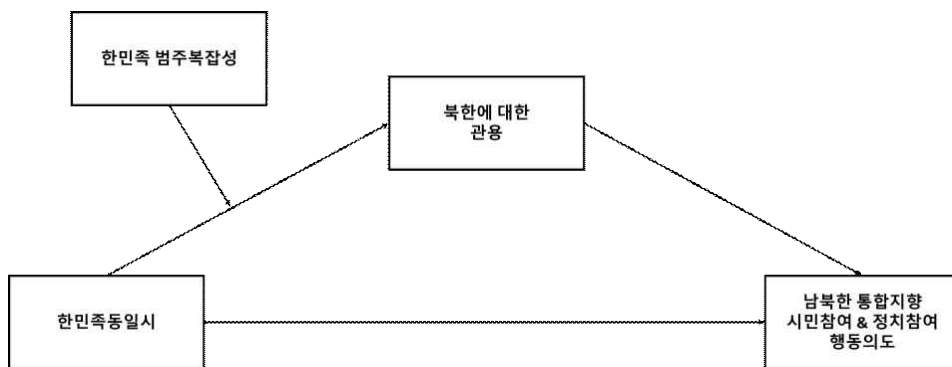 한민족 범주복잡성
북한에 대한
관용
한민족동일시
남북한 통합지향
시민참여 & 정치참여
행동의도